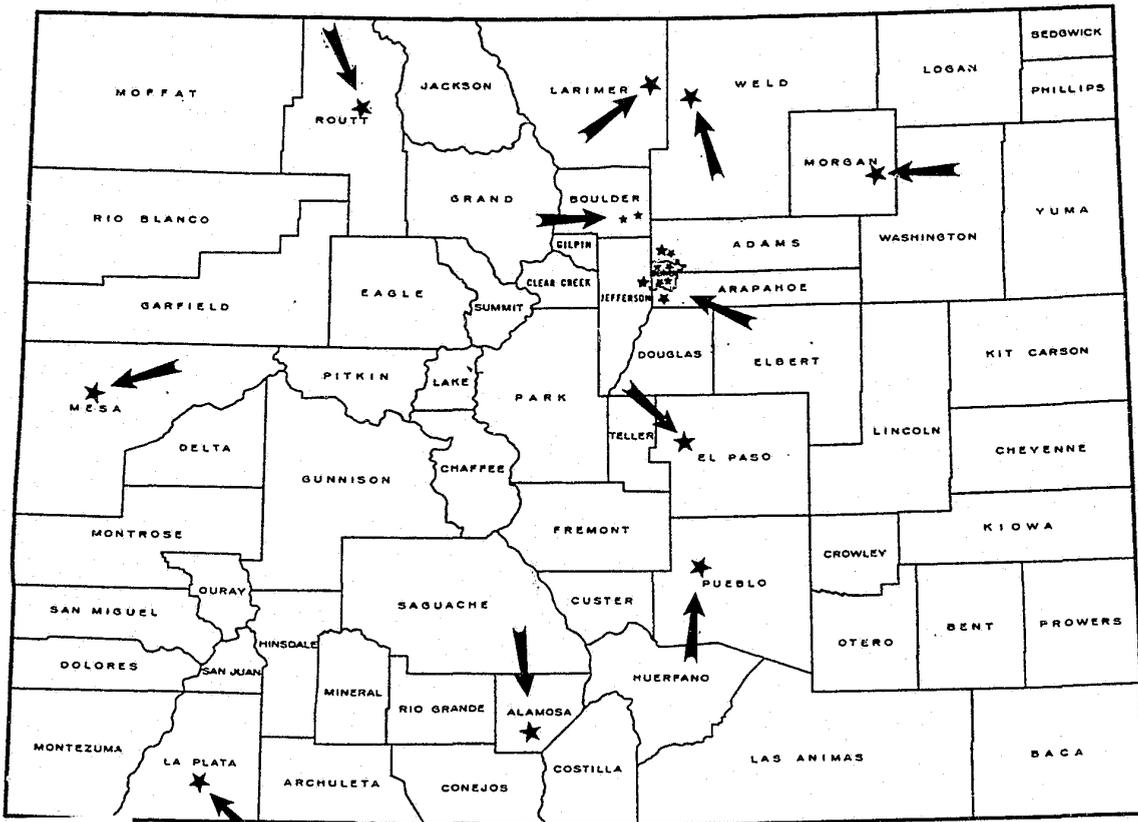 SEDGWICK
MOFFAT
JACKSON
LARIMER
WELD
LOGAN
PHILLIPS
ROUTT
MORGAN
RIO BLANCO
GRAND
BOULDER
YUMA
GILPIN
ADAMS
WASHINGTON
GARFIELD
EAGLE
CLEAR CREEK
SUMMIT
JEFFERSON
ARAPAHOE
DOUGLAS
ELBERT
KIT CARSON
MESA
PITKIN
LAKE
PARK
TELLER
LINCOLN
DELTA
GUNNISON
CHAFFEE
EL PASO
CHEYENNE
MONTROSE
FREMONT
CROWLEY
KIOWA
OURAY
PUEBLO
SAN MIGUEL
SAGUACHE
CUSTER
OTERO
BENT
PROWERS
HINSDALE
DOLORES
SAN JUAN
MINERAL
RIO GRANDE
ALAMOSA
HUERFANO
MONTEZUMA
LA PLATA
ARCHULETA
CONEJOS
COSTILLA
LAS ANIMAS
BACA